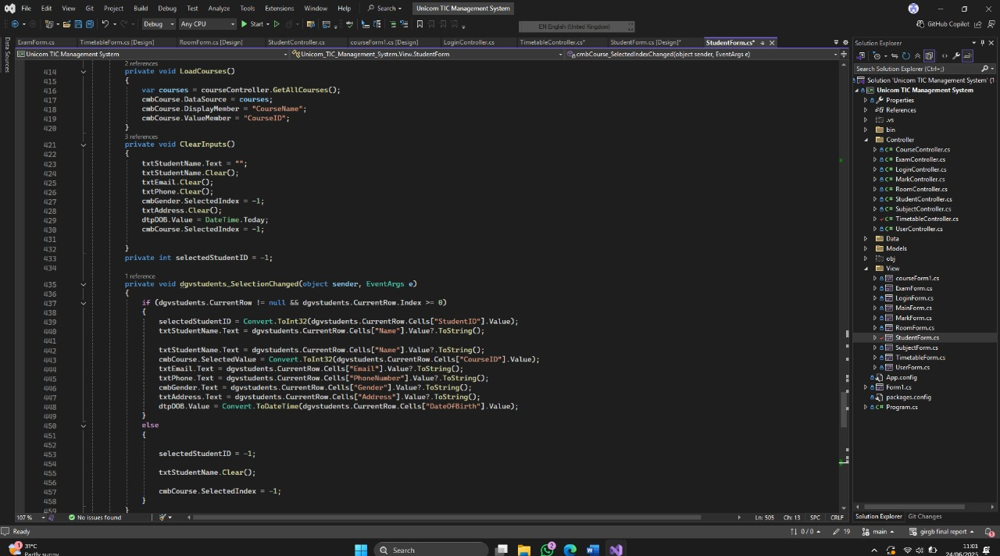 File Edit View Git Project Build Debug Test Analyze Tools Extensions Window Help Search Unicom TIC Management System
Debug Any CPU Start EN English (United Kingdom) GitHub Copilot
ExamForm.cs TimetableForm.cs [Design] RoomForm.cs [Design] StudentController.cs courseForm1.cs [Design] LoginController.cs TimetableController.cs* StudentForm.cs [Design]* StudentForm.cs*
Unicom TIC Management System Unicom_TIC_Management_System.View.StudentForm cmbCourse_SelectedIndexChanged(object sender, EventArgs e)
Data Sources
2 references
414 private void LoadCourses()
415 {
416 var courses = courseController.GetAllCourses();
417 cmbCourse.DataSource = courses;
418 cmbCourse.DisplayMember = "CourseName";
419 cmbCourse.ValueMember = "CourseID";
420 }
3 references
421 private void ClearInputs()
422 {
423 txtStudentName.Text = "";
424 txtStudentName.Clear();
425 txtEmail.Clear();
426 txtPhone.Clear();
427 cmbGender.SelectedIndex = -1;
428 txtAddress.Clear();
429 dtpDOB.Value = DateTime.Today;
430 cmbCourse.SelectedIndex = -1;
431
432 }
433 private int selectedStudentID = -1;
434
1 reference
435 private void dgvstudents_SelectionChanged(object sender, EventArgs e)
436 {
437 if (dgvstudents.CurrentRow != null && dgvstudents.CurrentRow.Index >= 0)
438 {
439 selectedStudentID = Convert.ToInt32(dgvstudents.CurrentRow.Cells["StudentID"].Value);
440 txtStudentName.Text = dgvstudents.CurrentRow.Cells["Name"].Value?.ToString();
441
442 txtStudentName.Text = dgvstudents.CurrentRow.Cells["Name"].Value?.ToString();
443 cmbCourse.SelectedValue = Convert.ToInt32(dgvstudents.CurrentRow.Cells["CourseID"].Value);
444 txtEmail.Text = dgvstudents.CurrentRow.Cells["Email"].Value?.ToString();
445 txtPhone.Text = dgvstudents.CurrentRow.Cells["PhoneNumber"].Value?.ToString();
446 cmbGender.Text = dgvstudents.CurrentRow.Cells["Gender"].Value?.ToString();
447 txtAddress.Text = dgvstudents.CurrentRow.Cells["Address"].Value?.ToString();
448 dtpDOB.Value = Convert.ToDateTime(dgvstudents.CurrentRow.Cells["DateOfBirth"].Value);
449 }
450 else
451 {
452
453 selectedStudentID = -1;
454
455 txtStudentName.Clear();
456
457 cmbCourse.SelectedIndex = -1;
458 }
459 }
107 % No issues found Ln: 505 Ch: 13 SPC CRLF
Solution Explorer
Search Solution Explorer (Ctrl+;)
Solution 'Unicom TIC Management System' (1
Unicom TIC Management System
Properties
References
.vs
bin
Controller
C# CourseController.cs
C# ExamController.cs
C# LoginController.cs
C# MarkController.cs
C# RoomController.cs
C# StudentController.cs
C# SubjectController.cs
C# TimetableController.cs
C# UserController.cs
Data
Models
obj
View
courseForm1.cs
ExamForm.cs
LoginForm.cs
MainForm.cs
MarkForm.cs
RoomForm.cs
StudentForm.cs
SubjectForm.cs
TimetableForm.cs
UserForm.cs
App.config
Form1.cs
packages.config
C# Program.cs
Solution Explorer Git Changes
Ready 0 / 0 19 main girgb final report 1
1 31°C
Partly sunny
Search 2
11:01
24/06/2025